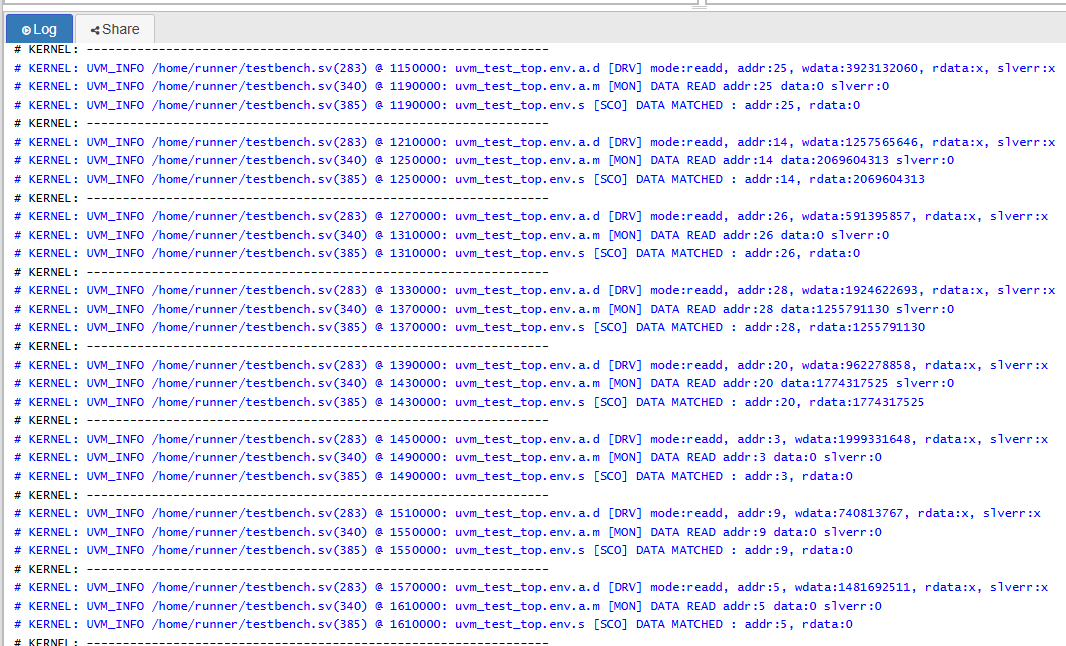 Log Share
# KERNEL: ----------------------------------------------------------------
# KERNEL: UVM_INFO /home/runner/testbench.sv(283) @ 1150000: uvm_test_top.env.a.d [DRV] mode:readd, addr:25, wdata:3923132060, rdata:x, slverr:x
# KERNEL: UVM_INFO /home/runner/testbench.sv(340) @ 1190000: uvm_test_top.env.a.m [MON] DATA READ addr:25 data:0 slverr:0
# KERNEL: UVM_INFO /home/runner/testbench.sv(385) @ 1190000: uvm_test_top.env.s [SCO] DATA MATCHED : addr:25, rdata:0
# KERNEL: ----------------------------------------------------------------
# KERNEL: UVM_INFO /home/runner/testbench.sv(283) @ 1210000: uvm_test_top.env.a.d [DRV] mode:readd, addr:14, wdata:1257565646, rdata:x, slverr:x
# KERNEL: UVM_INFO /home/runner/testbench.sv(340) @ 1250000: uvm_test_top.env.a.m [MON] DATA READ addr:14 data:2069604313 slverr:0
# KERNEL: UVM_INFO /home/runner/testbench.sv(385) @ 1250000: uvm_test_top.env.s [SCO] DATA MATCHED : addr:14, rdata:2069604313
# KERNEL: ----------------------------------------------------------------
# KERNEL: UVM_INFO /home/runner/testbench.sv(283) @ 1270000: uvm_test_top.env.a.d [DRV] mode:readd, addr:26, wdata:591395857, rdata:x, slverr:x
# KERNEL: UVM_INFO /home/runner/testbench.sv(340) @ 1310000: uvm_test_top.env.a.m [MON] DATA READ addr:26 data:0 slverr:0
# KERNEL: UVM_INFO /home/runner/testbench.sv(385) @ 1310000: uvm_test_top.env.s [SCO] DATA MATCHED : addr:26, rdata:0
# KERNEL: ----------------------------------------------------------------
# KERNEL: UVM_INFO /home/runner/testbench.sv(283) @ 1330000: uvm_test_top.env.a.d [DRV] mode:readd, addr:28, wdata:1924622693, rdata:x, slverr:x
# KERNEL: UVM_INFO /home/runner/testbench.sv(340) @ 1370000: uvm_test_top.env.a.m [MON] DATA READ addr:28 data:1255791130 slverr:0
# KERNEL: UVM_INFO /home/runner/testbench.sv(385) @ 1370000: uvm_test_top.env.s [SCO] DATA MATCHED : addr:28, rdata:1255791130
# KERNEL: ----------------------------------------------------------------
# KERNEL: UVM_INFO /home/runner/testbench.sv(283) @ 1390000: uvm_test_top.env.a.d [DRV] mode:readd, addr:20, wdata:962278858, rdata:x, slverr:x
# KERNEL: UVM_INFO /home/runner/testbench.sv(340) @ 1430000: uvm_test_top.env.a.m [MON] DATA READ addr:20 data:1774317525 slverr:0
# KERNEL: UVM_INFO /home/runner/testbench.sv(385) @ 1430000: uvm_test_top.env.s [SCO] DATA MATCHED : addr:20, rdata:1774317525
# KERNEL: ----------------------------------------------------------------
# KERNEL: UVM_INFO /home/runner/testbench.sv(283) @ 1450000: uvm_test_top.env.a.d [DRV] mode:readd, addr:3, wdata:1999331648, rdata:x, slverr:x
# KERNEL: UVM_INFO /home/runner/testbench.sv(340) @ 1490000: uvm_test_top.env.a.m [MON] DATA READ addr:3 data:0 slverr:0
# KERNEL: UVM_INFO /home/runner/testbench.sv(385) @ 1490000: uvm_test_top.env.s [SCO] DATA MATCHED : addr:3, rdata:0
# KERNEL: ----------------------------------------------------------------
# KERNEL: UVM_INFO /home/runner/testbench.sv(283) @ 1510000: uvm_test_top.env.a.d [DRV] mode:readd, addr:9, wdata:740813767, rdata:x, slverr:x
# KERNEL: UVM_INFO /home/runner/testbench.sv(340) @ 1550000: uvm_test_top.env.a.m [MON] DATA READ addr:9 data:0 slverr:0
# KERNEL: UVM_INFO /home/runner/testbench.sv(385) @ 1550000: uvm_test_top.env.s [SCO] DATA MATCHED : addr:9, rdata:0
# KERNEL: ----------------------------------------------------------------
# KERNEL: UVM_INFO /home/runner/testbench.sv(283) @ 1570000: uvm_test_top.env.a.d [DRV] mode:readd, addr:5, wdata:1481692511, rdata:x, slverr:x
# KERNEL: UVM_INFO /home/runner/testbench.sv(340) @ 1610000: uvm_test_top.env.a.m [MON] DATA READ addr:5 data:0 slverr:0
# KERNEL: UVM_INFO /home/runner/testbench.sv(385) @ 1610000: uvm_test_top.env.s [SCO] DATA MATCHED : addr:5, rdata:0
# KERNEL: ----------------------------------------------------------------